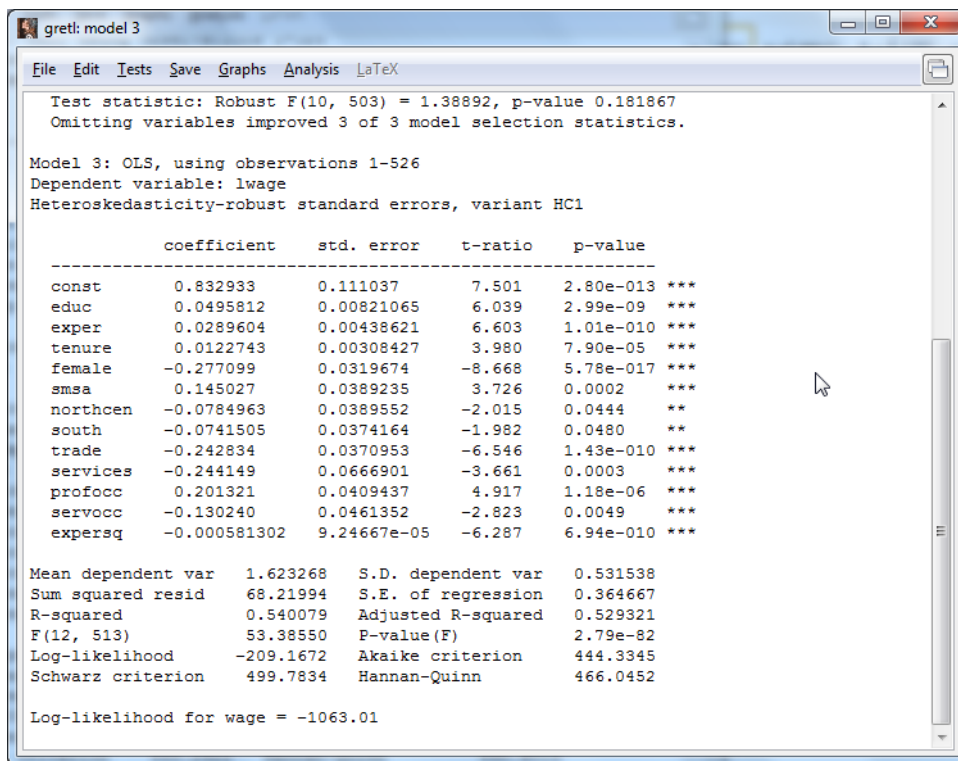 gretl: model 3
File Edit Tests Save Graphs Analysis LaTeX
Test statistic: Robust F(10, 503) = 1.38892, p-value 0.181867
Omitting variables improved 3 of 3 model selection statistics.
Model 3: OLS, using observations 1-526
Dependent variable: lwage
Heteroskedasticity-robust standard errors, variant HC1
coefficient std. error t-ratio p-value
---------------------------------------------------------------
const 0.832933 0.111037 7.501 2.80e-013 ***
educ 0.0495812 0.00821065 6.039 2.99e-09 ***
exper 0.0289604 0.00438621 6.603 1.01e-010 ***
tenure 0.0122743 0.00308427 3.980 7.90e-05 ***
female -0.277099 0.0319674 -8.668 5.78e-017 ***
smsa 0.145027 0.0389235 3.726 0.0002 ***
northcen -0.0784963 0.0389552 -2.015 0.0444 **
south -0.0741505 0.0374164 -1.982 0.0480 **
trade -0.242834 0.0370953 -6.546 1.43e-010 ***
services -0.244149 0.0666901 -3.661 0.0003 ***
profocc 0.201321 0.0409437 4.917 1.18e-06 ***
servocc -0.130240 0.0461352 -2.823 0.0049 ***
expersq -0.000581302 9.24667e-05 -6.287 6.94e-010 ***
Mean dependent var 1.623268 S.D. dependent var 0.531538
Sum squared resid 68.21994 S.E. of regression 0.364667
R-squared 0.540079 Adjusted R-squared 0.529321
F(12, 513) 53.38550 P-value(F) 2.79e-82
Log-likelihood -209.1672 Akaike criterion 444.3345
Schwarz criterion 499.7834 Hannan-Quinn 466.0452
Log-likelihood for wage = -1063.01